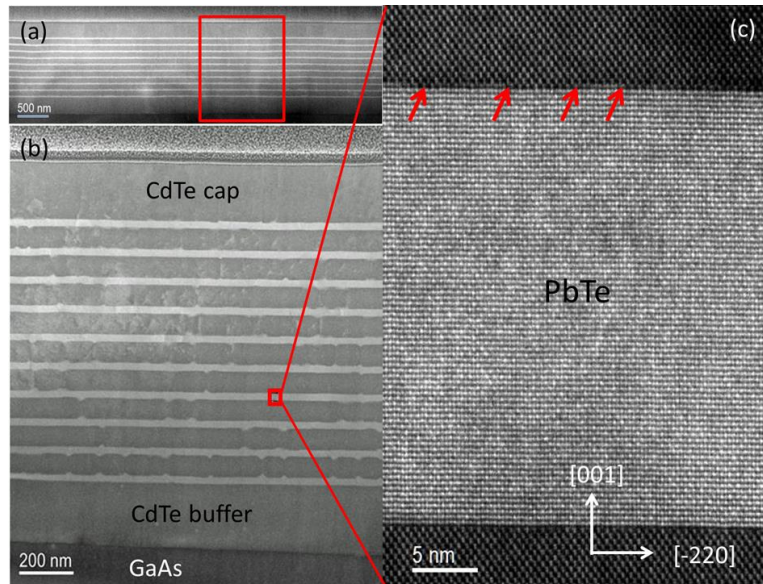 (a)
500 nm
(b)
CdTe cap
CdTe buffer
200 nm
GaAs
(c)
PbTe
[001]
[-220]
5 nm